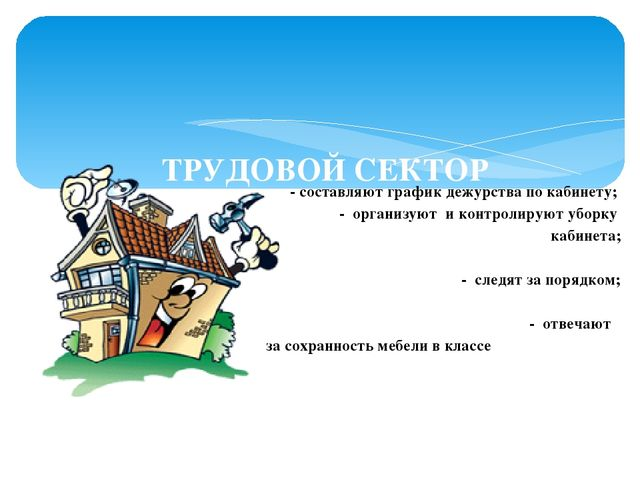 ТРУДОВОЙ СЕКТОР
- составляют график дежурства по кабинету;
- организуют и контролируют уборку
кабинета;
- следят за порядком;
- отвечают
за сохранность мебели в классе